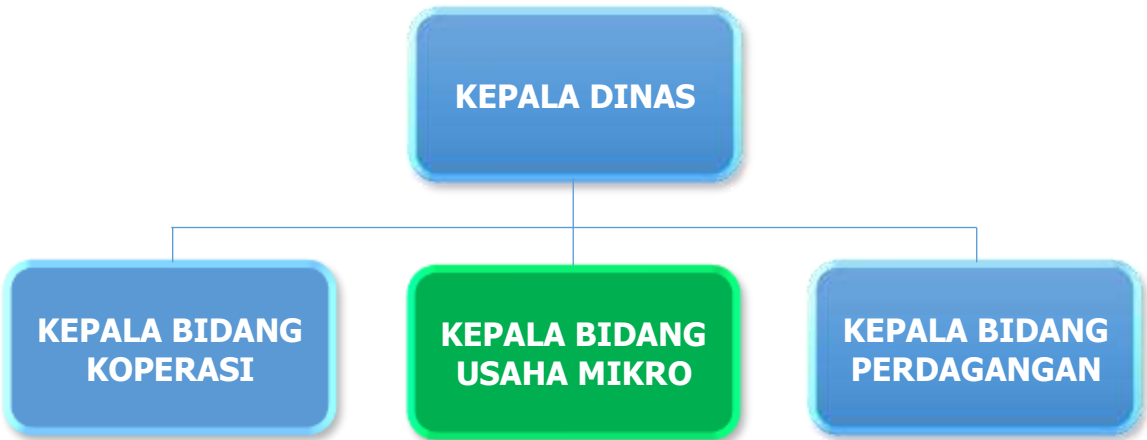 KEPALA DINAS
KEPALA BIDANG
KOPERASI
KEPALA BIDANG
USAHA MIKRO
KEPALA BIDANG
PERDAGANGAN